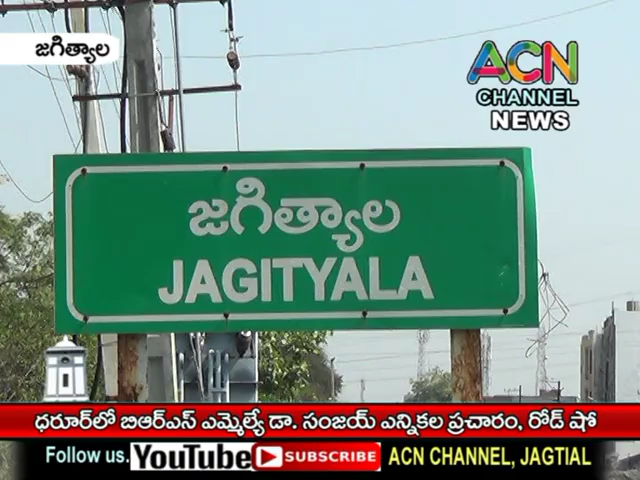 జగిత్యాల
ACN
CHANNEL
NEWS
జగిత్యాల
JAGITYALA
ధరూర్‌లో బిఆర్ఎస్ ఎమ్మెల్యే డా. సంజయ్ ఎన్నికల ప్రచారం, రోడ్ షో
Follow us. YouTube SUBSCRIBE ACN CHANNEL, JAGTIAL